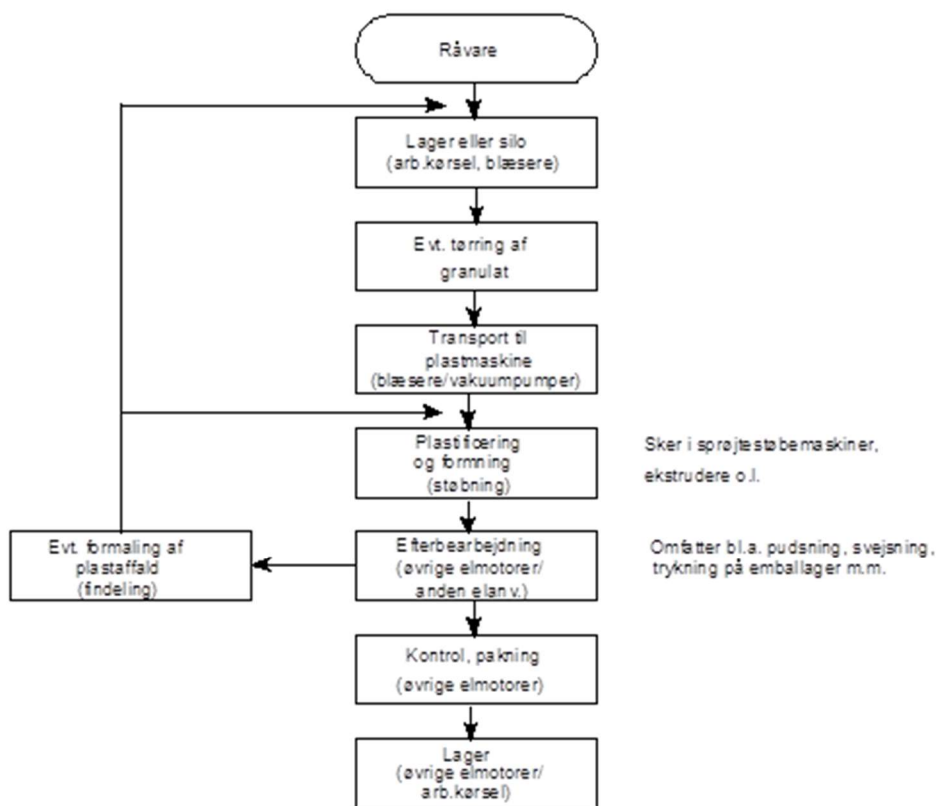 Råvare
Lager eller silo
(arb.kørsel, blæsere)
Evt. tørring af
granulat
Transport til
plastmaskine
(blæsere/vakuumpumper)
Plastificering
og formning
(støbning)
Sker i sprøjtestøbemaskiner,
ekstrudere o.l.
Evt. formaling af
plastaffald
(findeling)
Efterbearbejdning
(øvrige elmotorer/
anden elanv.)
Omfatter bl.a. pudsning, svejsning,
trykning på emballager m.m.
Kontrol, pakning
(øvrige elmotorer)
Lager
(øvrige elmotorer/
arb.kørsel)